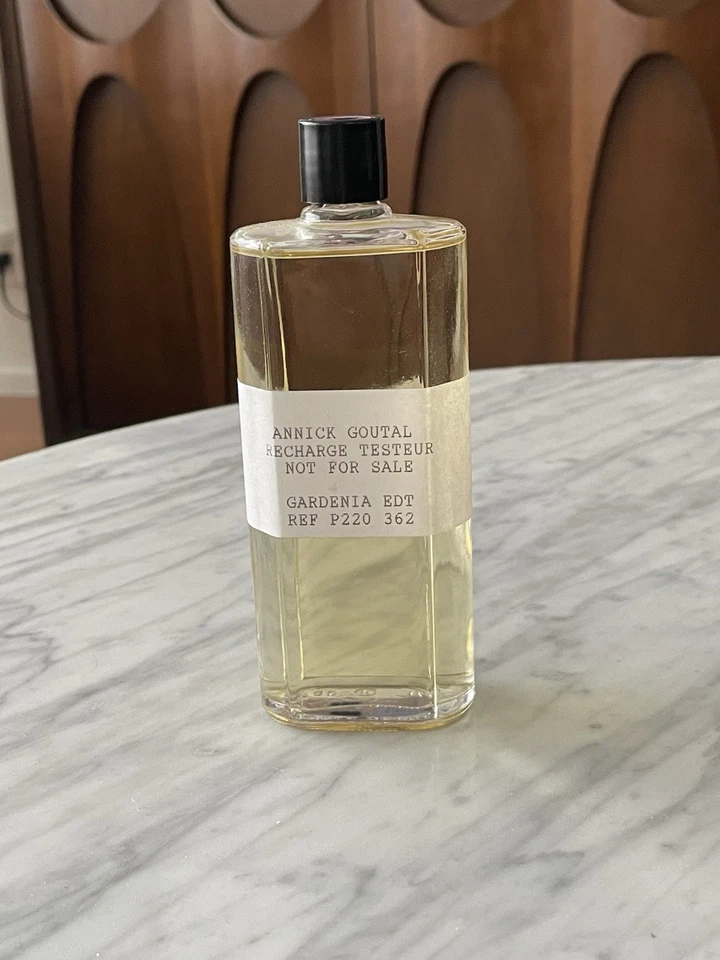 ANNICK GOUTAL
RECHARGE TESTEUR
NOT FOR SALE
GARDENIA EDT
REF P220 362